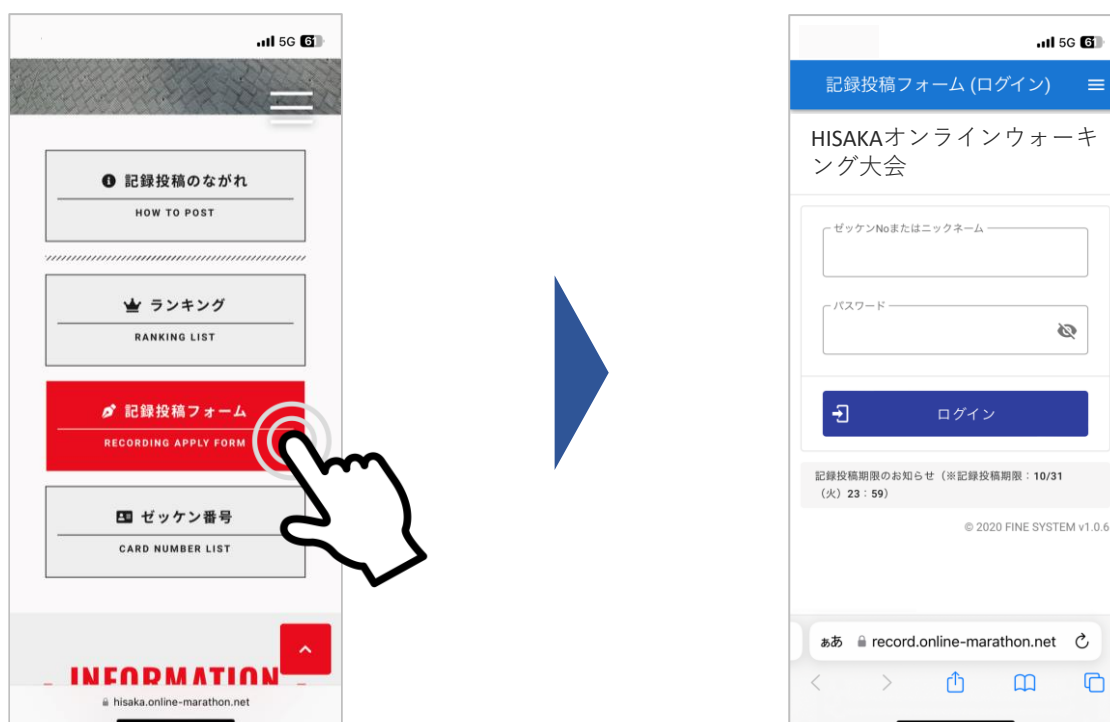 5G 61
記録投稿のながれ
HOW TO POST
ランキング
RANKING LIST
記録投稿フォーム
RECORDING APPLY FORM
ゼッケン番号
CARD NUMBER LIST
INFORMATION
hisaka.online-marathon.net
5G 61
記録投稿フォーム (ログイン)
HISAKAオンラインウォーキ
ング大会
ゼッケンNoまたはニックネーム
パスワード
ログイン
記録投稿期限のお知らせ（※記録投稿期限：10/31
（火）23：59）
© 2020 FINE SYSTEM v1.0.6
ぁあ record.online-marathon.net